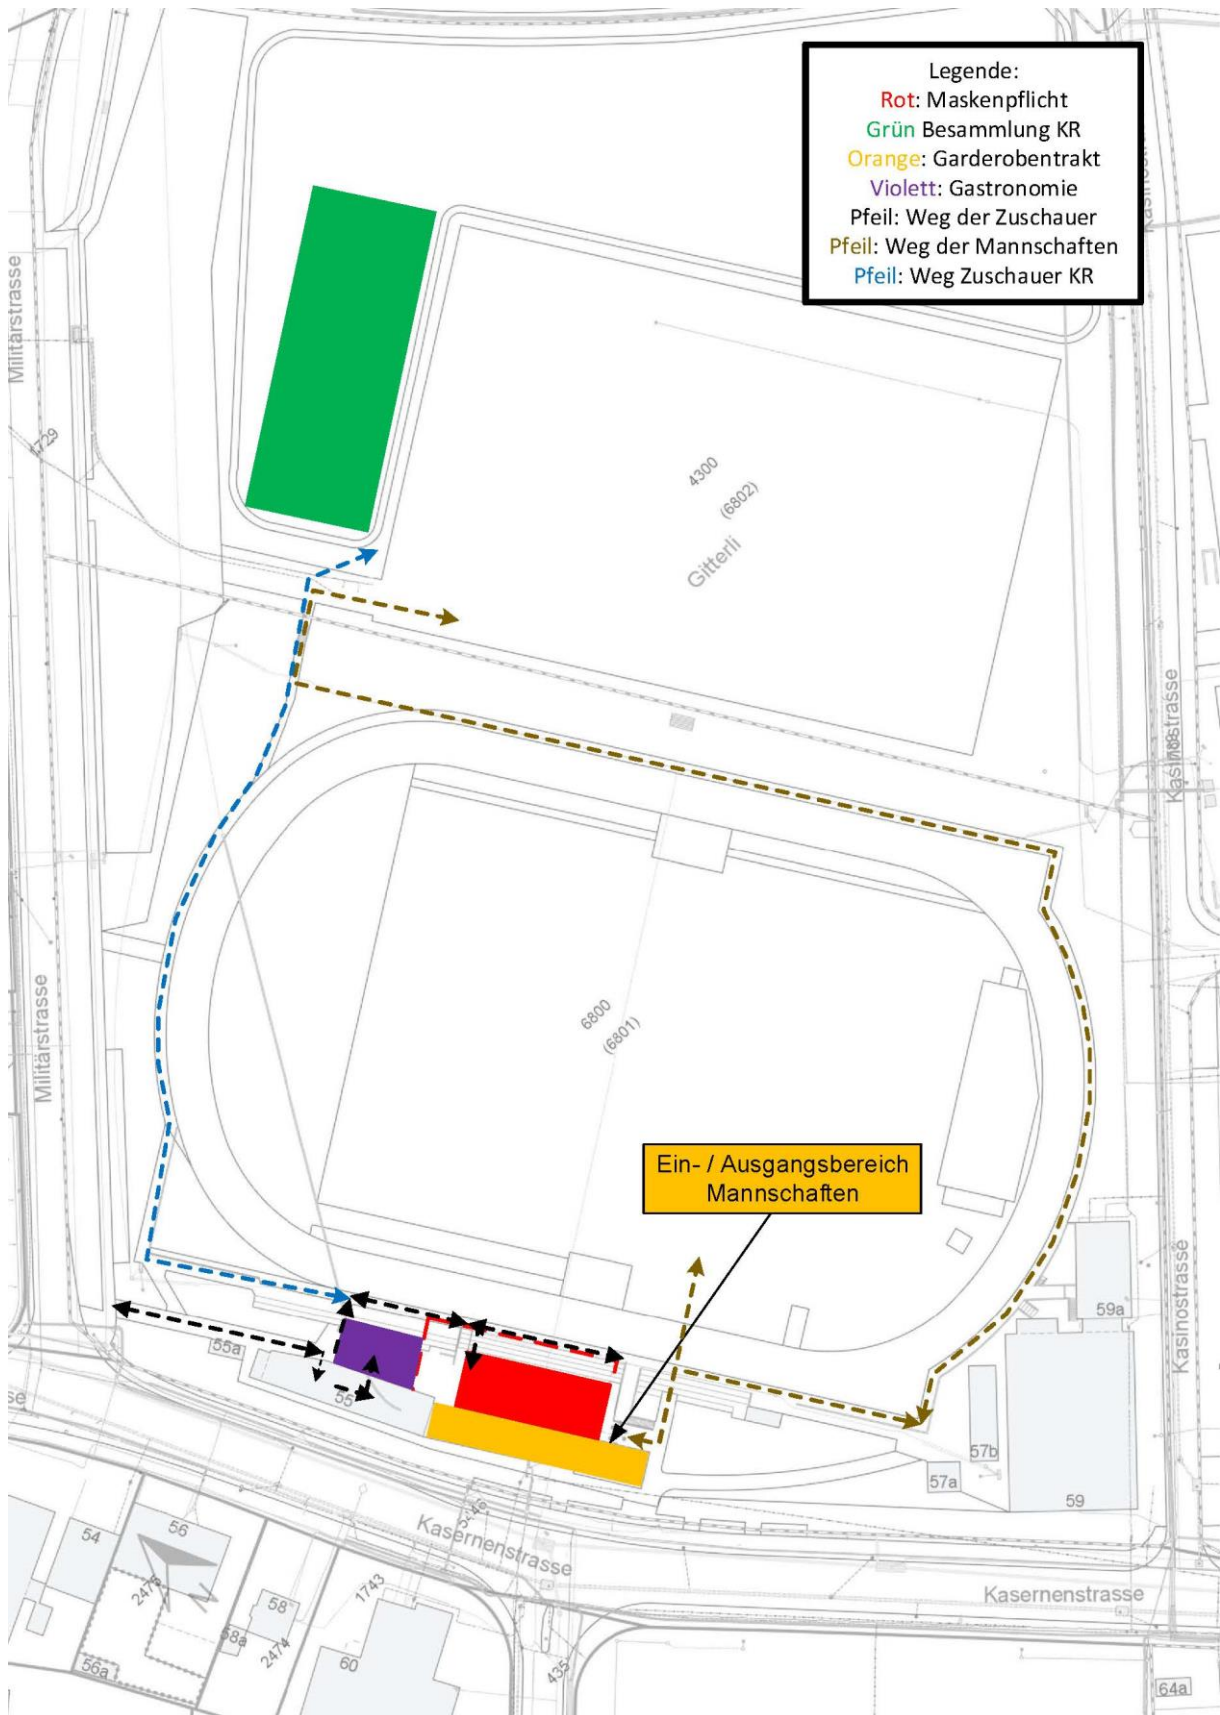 Legende:
Rot: Maskenpflicht
Grün Besammlung KR
Orange: Garderobentrakt
Violett: Gastronomie
Pfeil: Weg der Zuschauer
Pfeil: Weg der Mannschaften
Pfeil: Weg Zuschauer KR
Militärstrasse
1729
4300
(6802)
Gitterli
Kasinostrasse
Militärstrasse
6800
(6801)
Ein- / Ausgangsbereich
Mannschaften
Kasinostrasse
59a
55a
55
57b
57a
59
Kasernenstrasse
Kasernenstrasse
54
56
58
58a
2474
1743
60
56a
435
64a